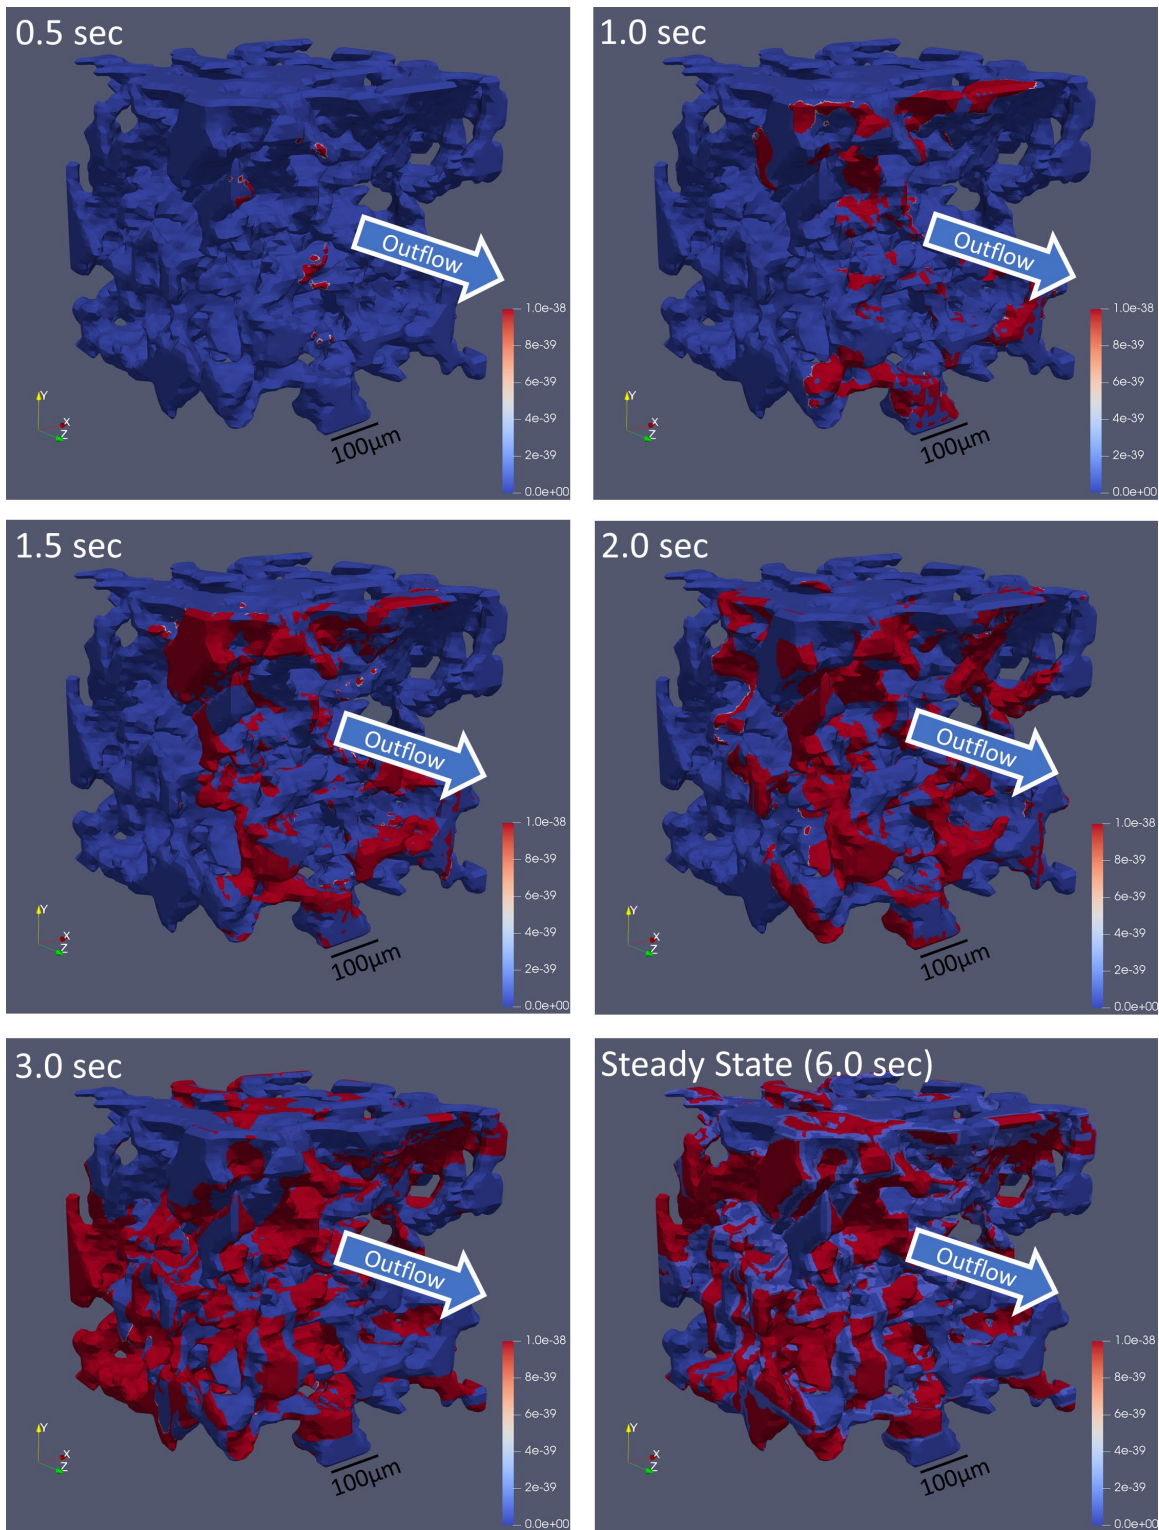 0.5 sec
Outflow
1.0e-38
8e-39
6e-39
4e-39
2e-39
0.0e+00
Y
X
Z
100µm
1.0 sec
Outflow
1.0e-38
8e-39
6e-39
4e-39
2e-39
0.0e+00
Y
X
Z
100µm
1.5 sec
Outflow
1.0e-38
8e-39
6e-39
4e-39
2e-39
0.0e+00
Y
X
Z
100µm
2.0 sec
Outflow
1.0e-38
8e-39
6e-39
4e-39
2e-39
0.0e+00
Y
X
Z
100µm
3.0 sec
Outflow
1.0e-38
8e-39
6e-39
4e-39
2e-39
0.0e+00
Y
X
Z
100µm
Steady State (6.0 sec)
Outflow
1.0e-38
8e-39
6e-39
4e-39
2e-39
0.0e+00
Y
X
Z
100µm